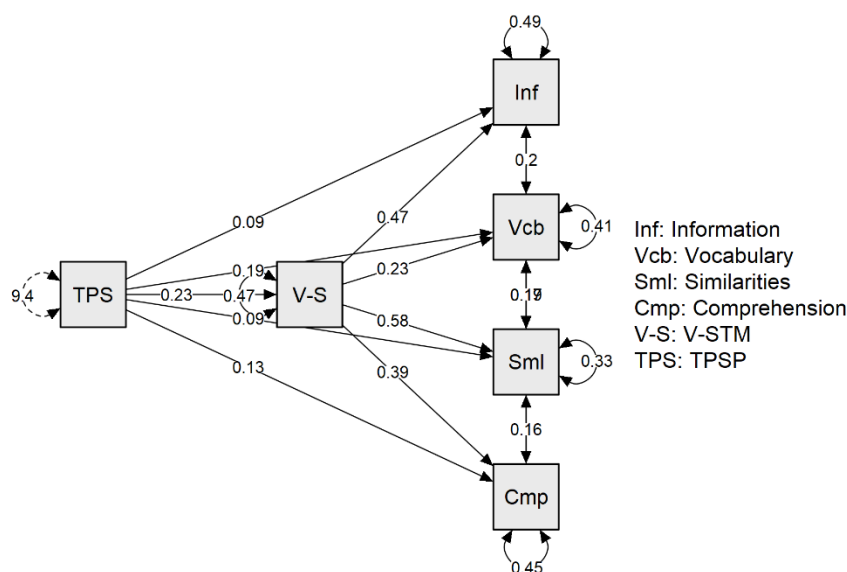 0.49
Inf
0.2
0.09
0.47
Vcb
0.41
0.19
0.23
TPS
9.4
0.23
0.47
V-S
0.09
0.58
Sml
0.33
0.13
0.39
0.16
Cmp
0.45
Inf: Information
Vcb: Vocabulary
Sml: Similarities
Cmp: Comprehension
V-S: V-STM
TPS: TPSP